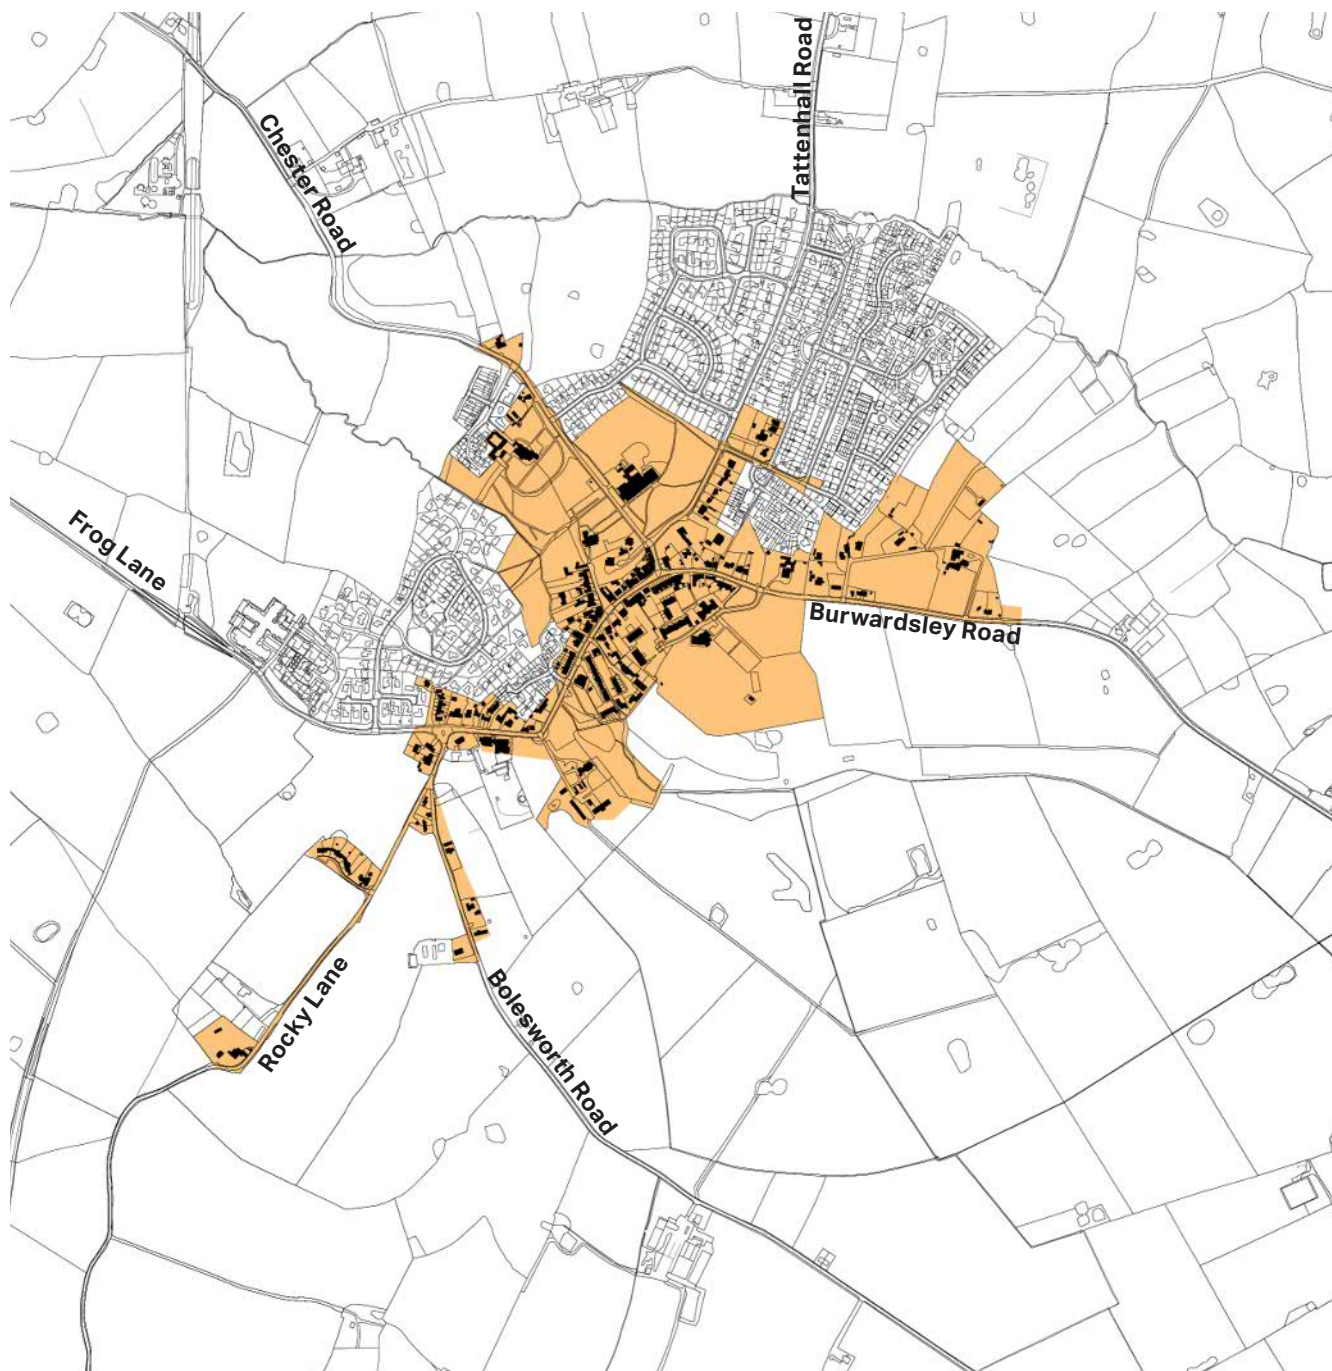 Tattenhall Road
Chester Road
Frog Lane
Burwardsley Road
Rocky Lane
Bolesworth Road